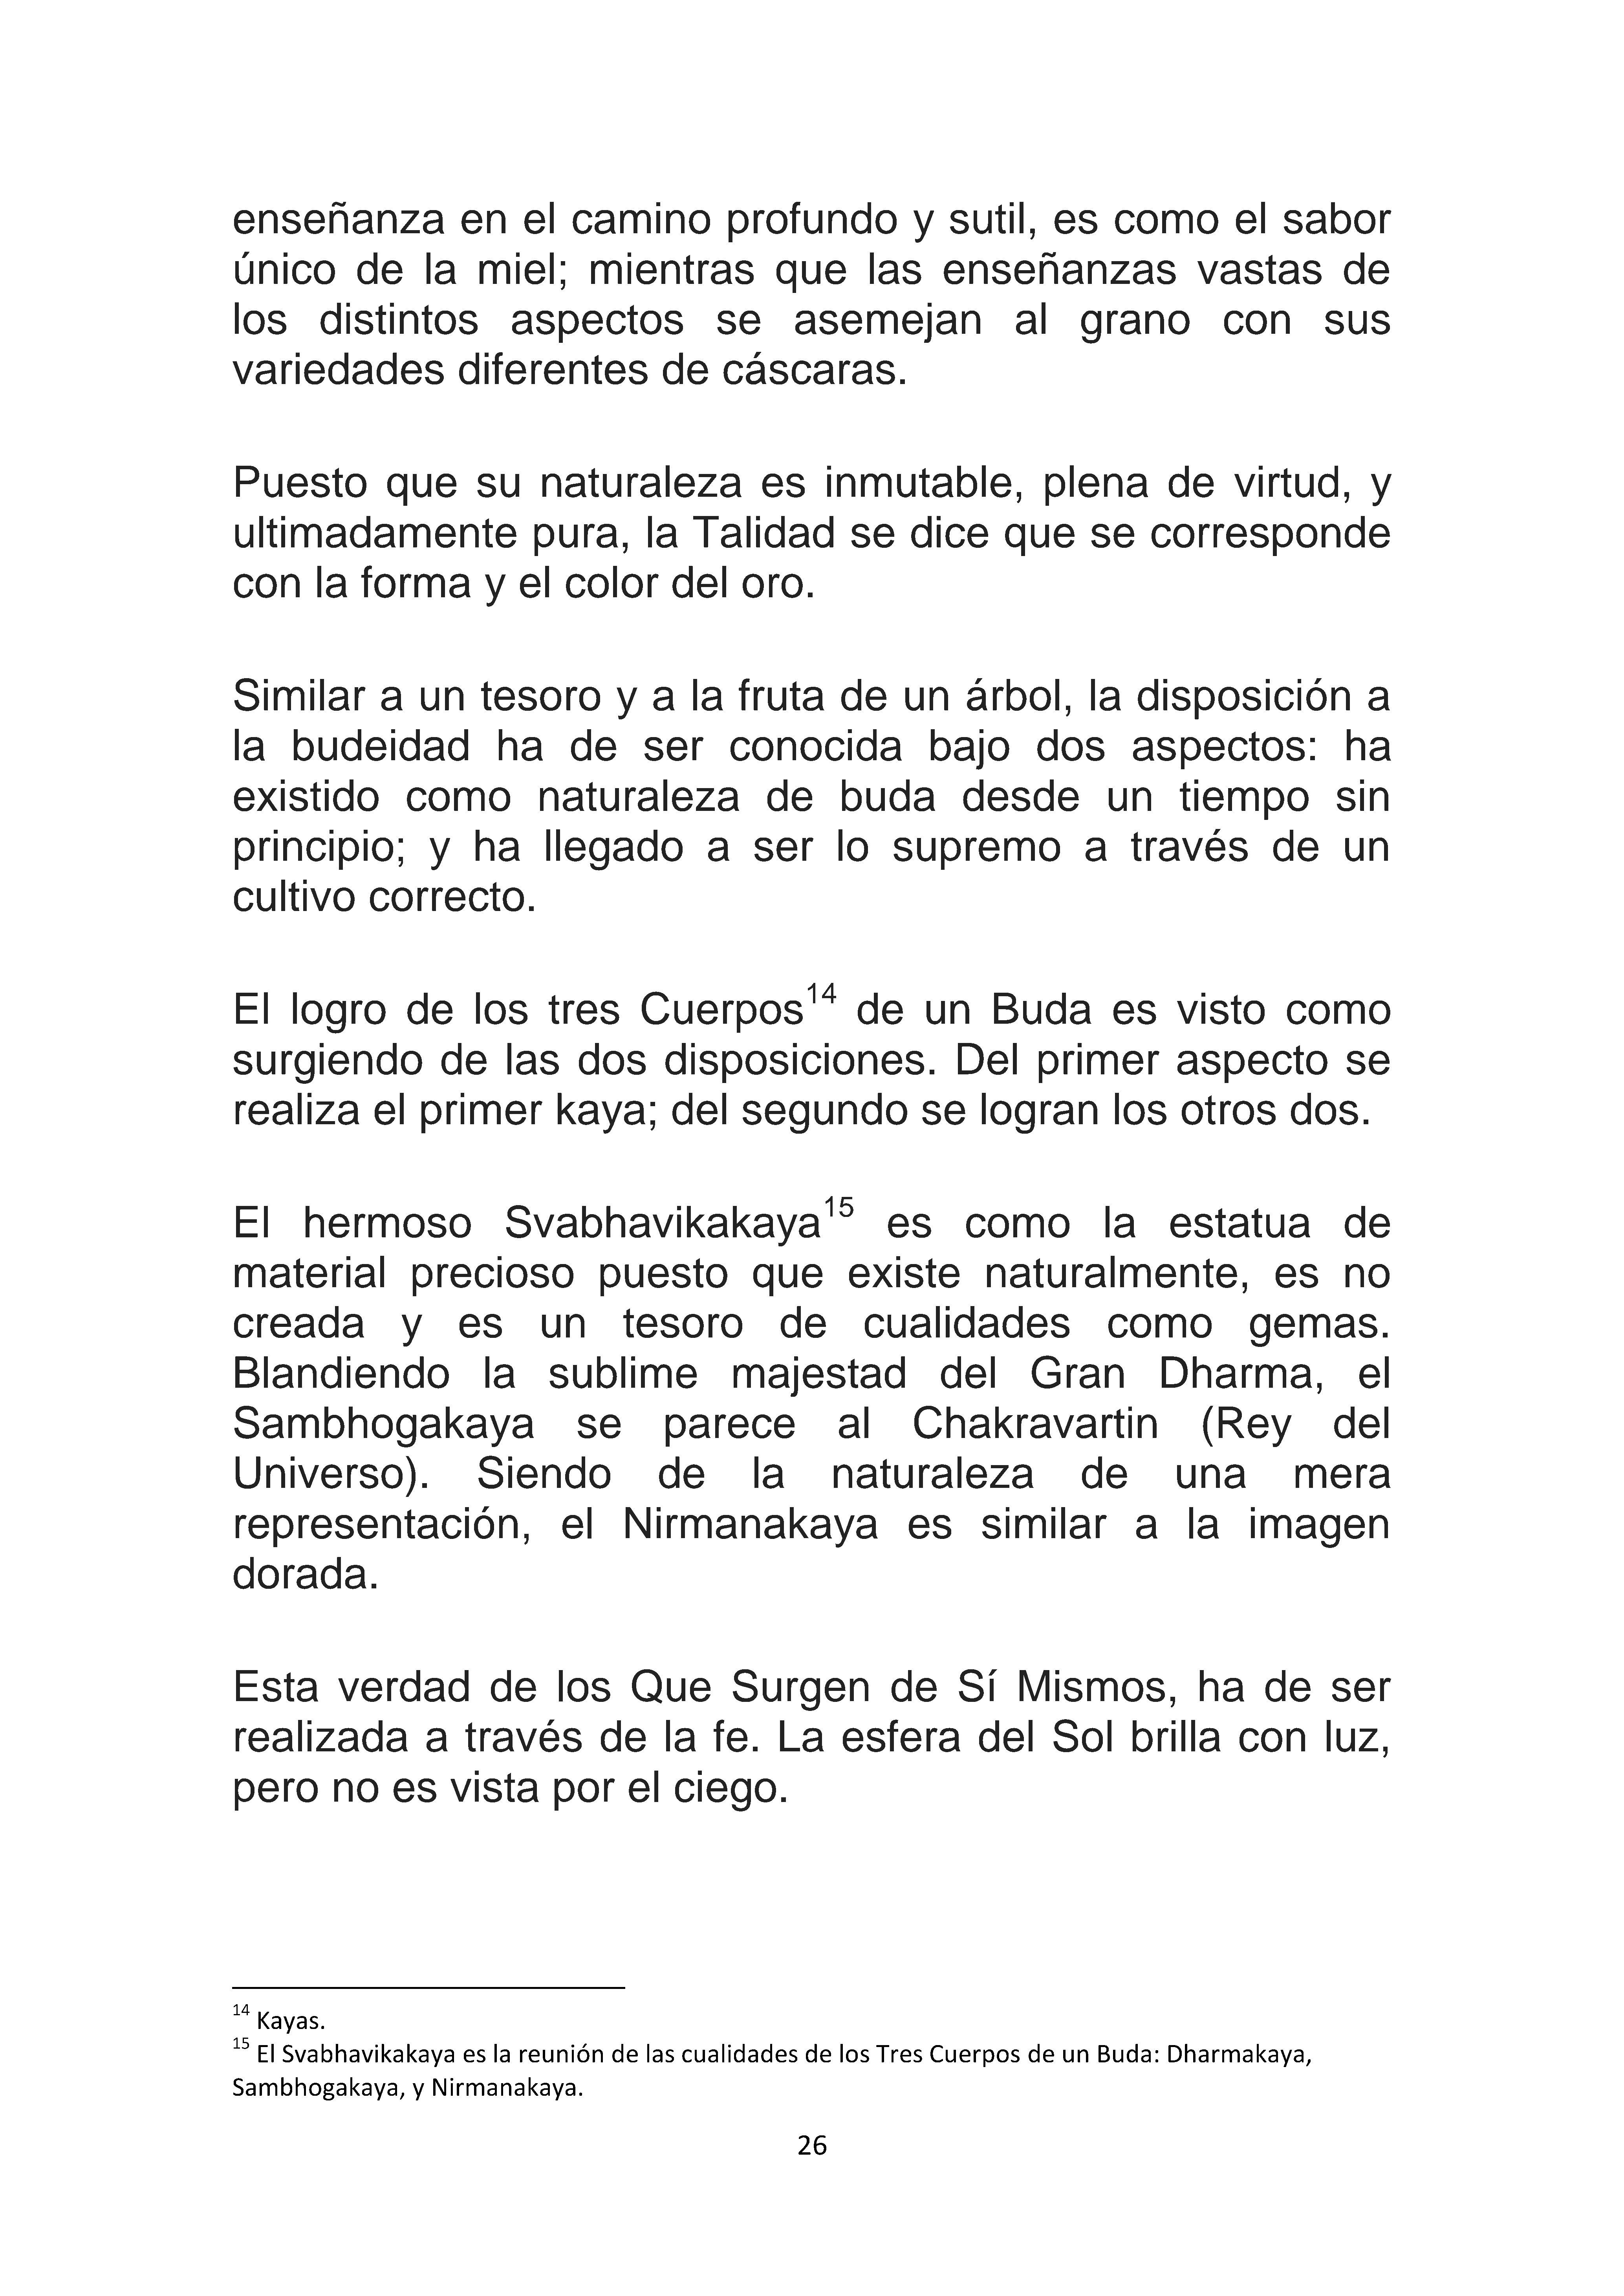 enseñanza en el camino profundo y sutil, es como el sabor
único de la miel; mientras que las enseñanzas vastas de
los distintos aspectos se asemejan al grano con sus
variedades diferentes de cáscaras.
Puesto que su naturaleza es inmutable, plena de virtud, y
ultimadamente pura, la Talidad se dice que se corresponde
con la forma y el color del oro.
Similar a un tesoro y a la fruta de un árbol, la disposición a
la budeidad ha de ser conocida bajo dos aspectos: ha
existido como naturaleza de buda desde un tiempo sin
principio; y ha llegado a ser lo supremo a través de un
cultivo correcto.
El logro de los tres Cuerpos14 de un Buda es visto como
surgiendo de las dos disposiciones. Del primer aspecto se
realiza el primer kaya; del segundo se logran los otros dos.
El hermoso Svabhavikakaya15 es como la estatua de
material precioso puesto que existe naturalmente, es no
creada y es un tesoro de cualidades como gemas.
Blandiendo la sublime majestad del Gran Dharma, el
Sambhogakaya se parece al Chakravartin (Rey del
Universo). Siendo de la naturaleza de una mera
representación, el Nirmanakaya es similar a la imagen
dorada.
Esta verdad de los Que Surgen de Sí Mismos, ha de ser
realizada a través de la fe. La esfera del Sol brilla con luz,
pero no es vista por el ciego.
14 Kayas.
15 El Svabhavikakaya es la reunión de las cualidades de los Tres Cuerpos de un Buda: Dharmakaya,
Sambhogakaya, y Nirmanakaya.
26